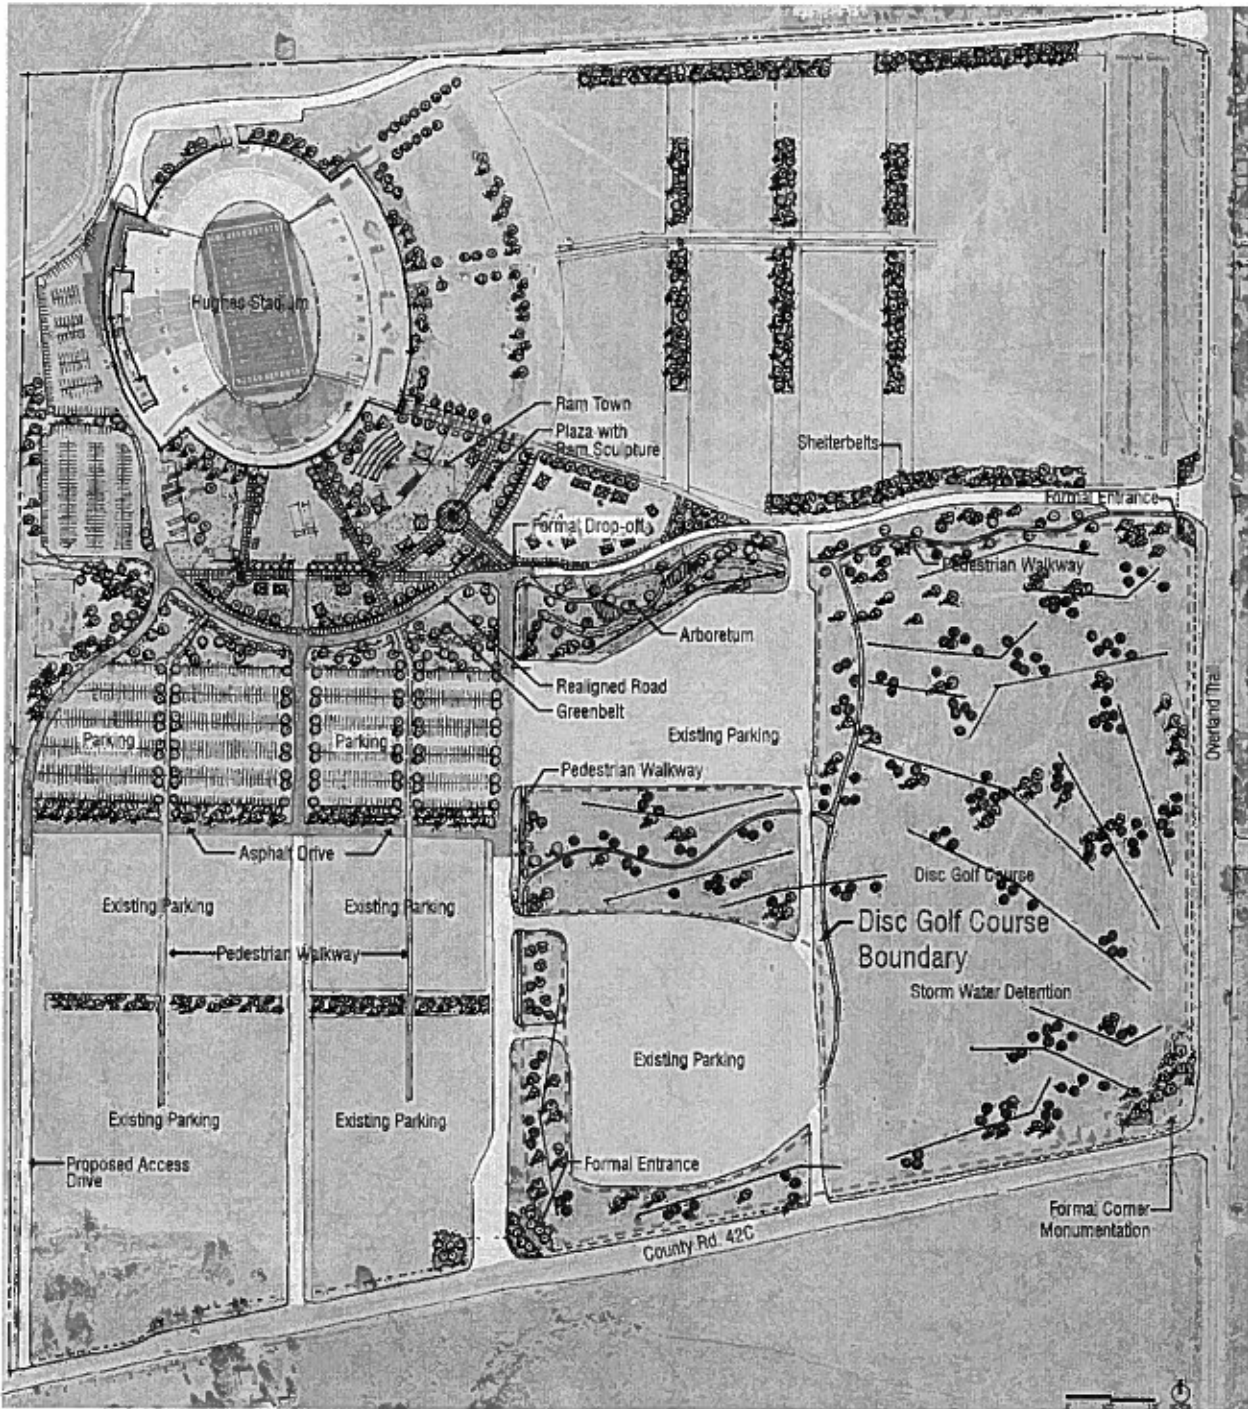 Hughes Stadium
Ram Town
Plaza with
Ram Sculpture
Shelterbelts
Formal Entrance
Formal Drop-off
Pedestrian Walkway
Arboretum
Realigned Road
Greenbelt
Overland Trail
Parking
Parking
Existing Parking
Pedestrian Walkway
Asphalt Drive
Disc Golf Course
Existing Parking
Existing Parking
Disc Golf Course
Boundary
Pedestrian Walkway
Storm Water Detention
Existing Parking
Existing Parking
Existing Parking
Proposed Access
Drive
Formal Entrance
Formal Corner
Monumentation
County Rd. 42C